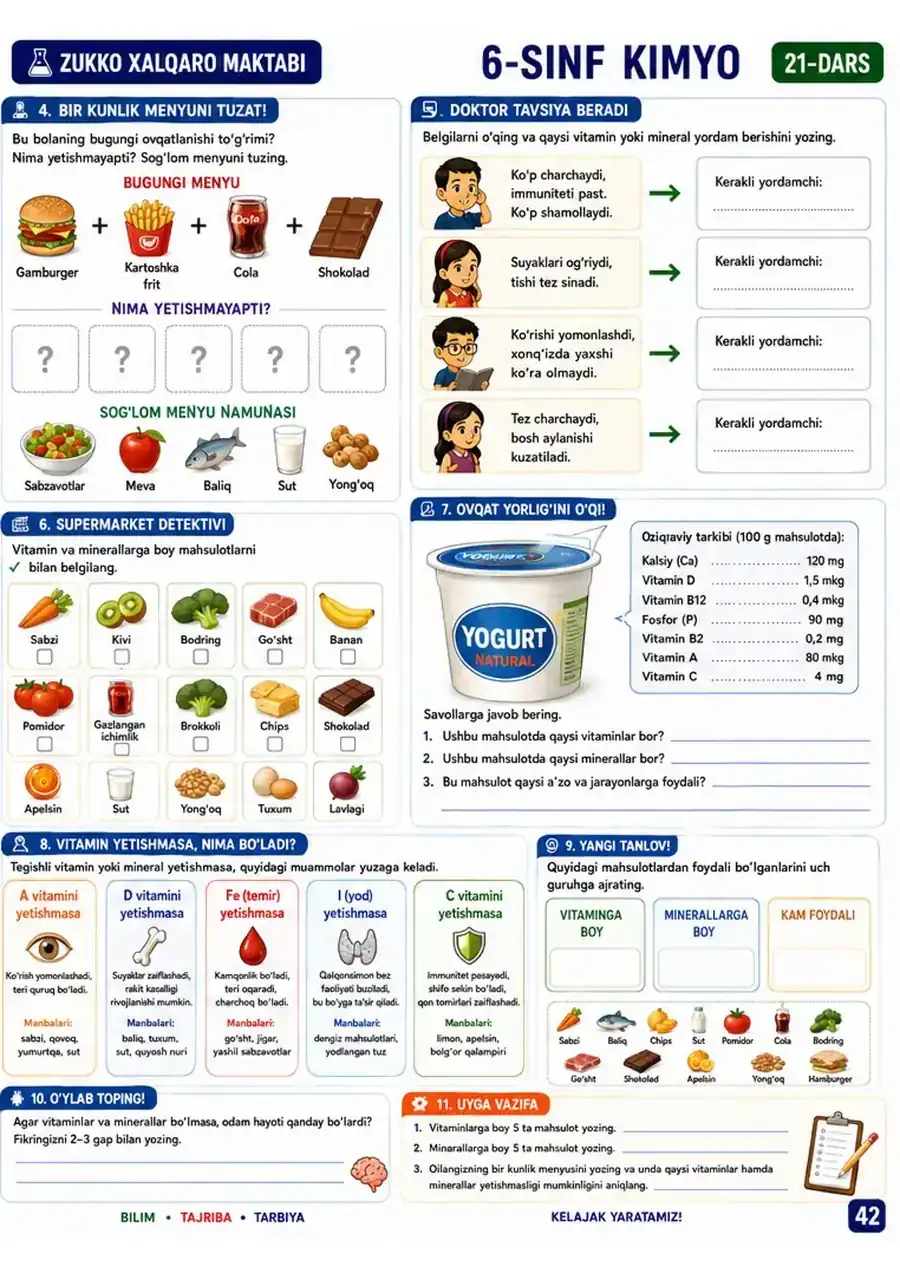 ZUKKO XALQARO MAKTABI
6-SINF KIMYO
21-DARS
4. BIR KUNLIK MENYUNI TUZAT!
Bu bolaning bugungi ovqatlanishi to'g'rimi?
Nima yetishmayapti? Sog'lom menyuni tuzing.
BUGUNGI MENYU
+ + +
Gamburger
Kartoshka
frit
Cola
Shokolad
NIMA YETISHMAYAPTI?
? ? ? ? ?
SOG'LOM MENYU NAMUNASI
Sabzavotlar
Meva
Baliq
Sut
Yong'oq
. DOKTOR TAVSIYA BERADI
Belgilarni o'qing va qaysi vitamin yoki mineral yordam berishini yozing.
Ko'p charchaydi,
immuniteti past.
Ko'p shamollaydi.
Kerakli yordamchi:
Suyaklari og'riydi,
tishi tez sinadi.
Kerakli yordamchi:
Ko'rishi yomonlashdi,
xonq'izda yaxshi
ko'ra olmaydi.
Kerakli yordamchi:
Tez charchaydi,
bosh aylanishi
kuzatiladi.
Kerakli yordamchi:
6. SUPERMARKET DETEKTIVI
Vitamin va minerallarga boy mahsulotlarni
✓ bilan belgilang.
Sabzi
Kivi
Bodring
Go'sht
Banan
Pomidor
Gazlangan
ichimlik
Brokkoli
Chips
Shokolad
Apelsin
Sut
Yong'oq
Tuxum
Lavlagi
7. OVQAT YORLIG'INI O'QI!
YOGURT
NATURAL
Oziqraviy tarkibi (100 g mahsulotda):
Kalsiy (Ca) 120 mg
Vitamin D 1,5 mkg
Vitamin B12 0,4 mkg
Fosfor (P) 90 mg
Vitamin B2 0,2 mg
Vitamin A 80 mkg
Vitamin C 4 mg
Savollarga javob bering.
1. Ushbu mahsulotda qaysi vitaminlar bor?
2. Ushbu mahsulotda qaysi minerallar bor?
3. Bu mahsulot qaysi a'zo va jarayonlarga foydali?
8. VITAMIN YETISHMASA, NIMA BO'LADI?
Tegishli vitamin yoki mineral yetishmasa, quyidagi muammolar yuzaga keladi.
A vitamini
yetishmasa
Ko'rish yomonlashadi,
teri quruq bo'ladi.
Manbalari:
sabzi, qovoq,
yumurtqa, sut
D vitamini
yetishmasa
Suyaklar zaiflashadi,
rakit kasalligi
rivojlanishi mumkin.
Manbalari:
baliq, tuxum,
sut, quyosh nuri
Fe (temir)
yetishmasa
Kamqonlik bo'ladi,
teri oqaradi,
charchoq bo'ladi.
Manbalari:
go'sht, jigar,
yashil sabzavotlar
I (yod)
yetishmasa
Qalqonsimon bez
faoliyati buziladi,
bu bo'yga ta'sir qiladi.
Manbalari:
dengiz mahsulotlari,
yodlangan tuz
C vitamini
yetishmasa
Immunitet pasayadi,
shifo sekin bo'ladi,
qon tomirlari zaiflashadi.
Manbalari:
limon, apelsin,
bolg'or qalampiri
9. YANGI TANLOV!
Quyidagi mahsulotlardan foydali bo'lganlarini uch
guruhga ajrating.
VITAMINGA
BOY
MINERALLARGA
BOY
KAM FOYDALI
Sabzi
Baliq
Chips
Sut
Pomidor
Cola
Bodring
Go'sht
Shokolad
Apelsin
Yong'oq
Hamburger
10. O'YLAB TOPING!
Agar vitaminlar va minerallar bo'lmasa, odam hayoti qanday bo'lardi?
Fikringizni 2–3 gap bilan yozing.
11. UYGA VAZIFA
1. Vitaminlarga boy 5 ta mahsulot yozing.
2. Minarallarga boy 5 ta mahsulot yozing.
3. Oilangizning bir kunlik menyusini yozing va unda qaysi vitaminlar hamda
minerallar yetishmasligi mumkinligini aniqlang.
BILIM • TAJRIBA • TARBIYA
KELAJAK YARATAMIZ!
42